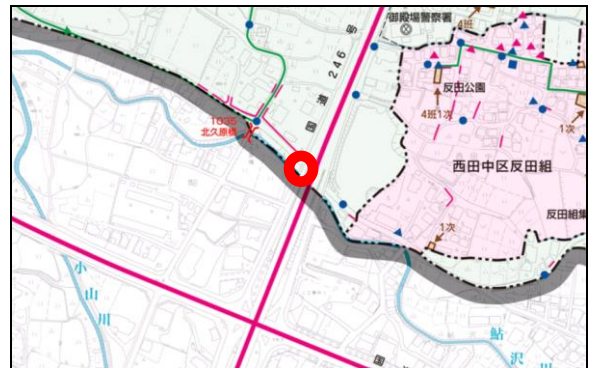 御殿場警察署
4班
国道246号
反田公園
1035
北久原橋
4班1次
1次
西田中区反田組
反田組集
1次
小山川
鮎沢川
国